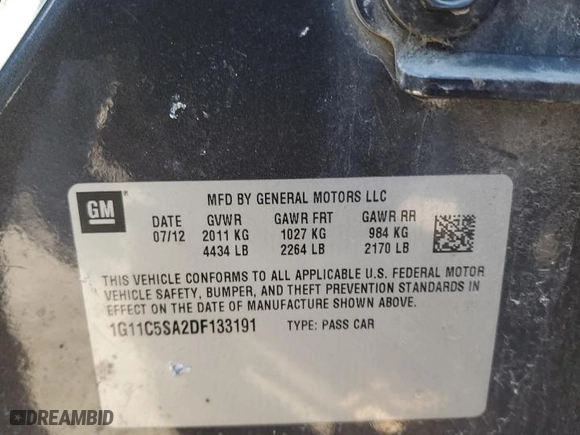 GM
MFD BY GENERAL MOTORS LLC
DATE GVWR GAWR FRT GAWR RR
07/12 2011 KG 1027 KG 984 KG
4434 LB 2264 LB 2170 LB
THIS VEHICLE CONFORMS TO ALL APPLICABLE U.S. FEDERAL MOTOR
VEHICLE SAFETY, BUMPER, AND THEFT PREVENTION STANDARDS IN
EFFECT ON THE DATE OF MANUFACTURE SHOWN ABOVE.
1G11C5SA2DF133191 TYPE: PASS CAR
DREAMBID